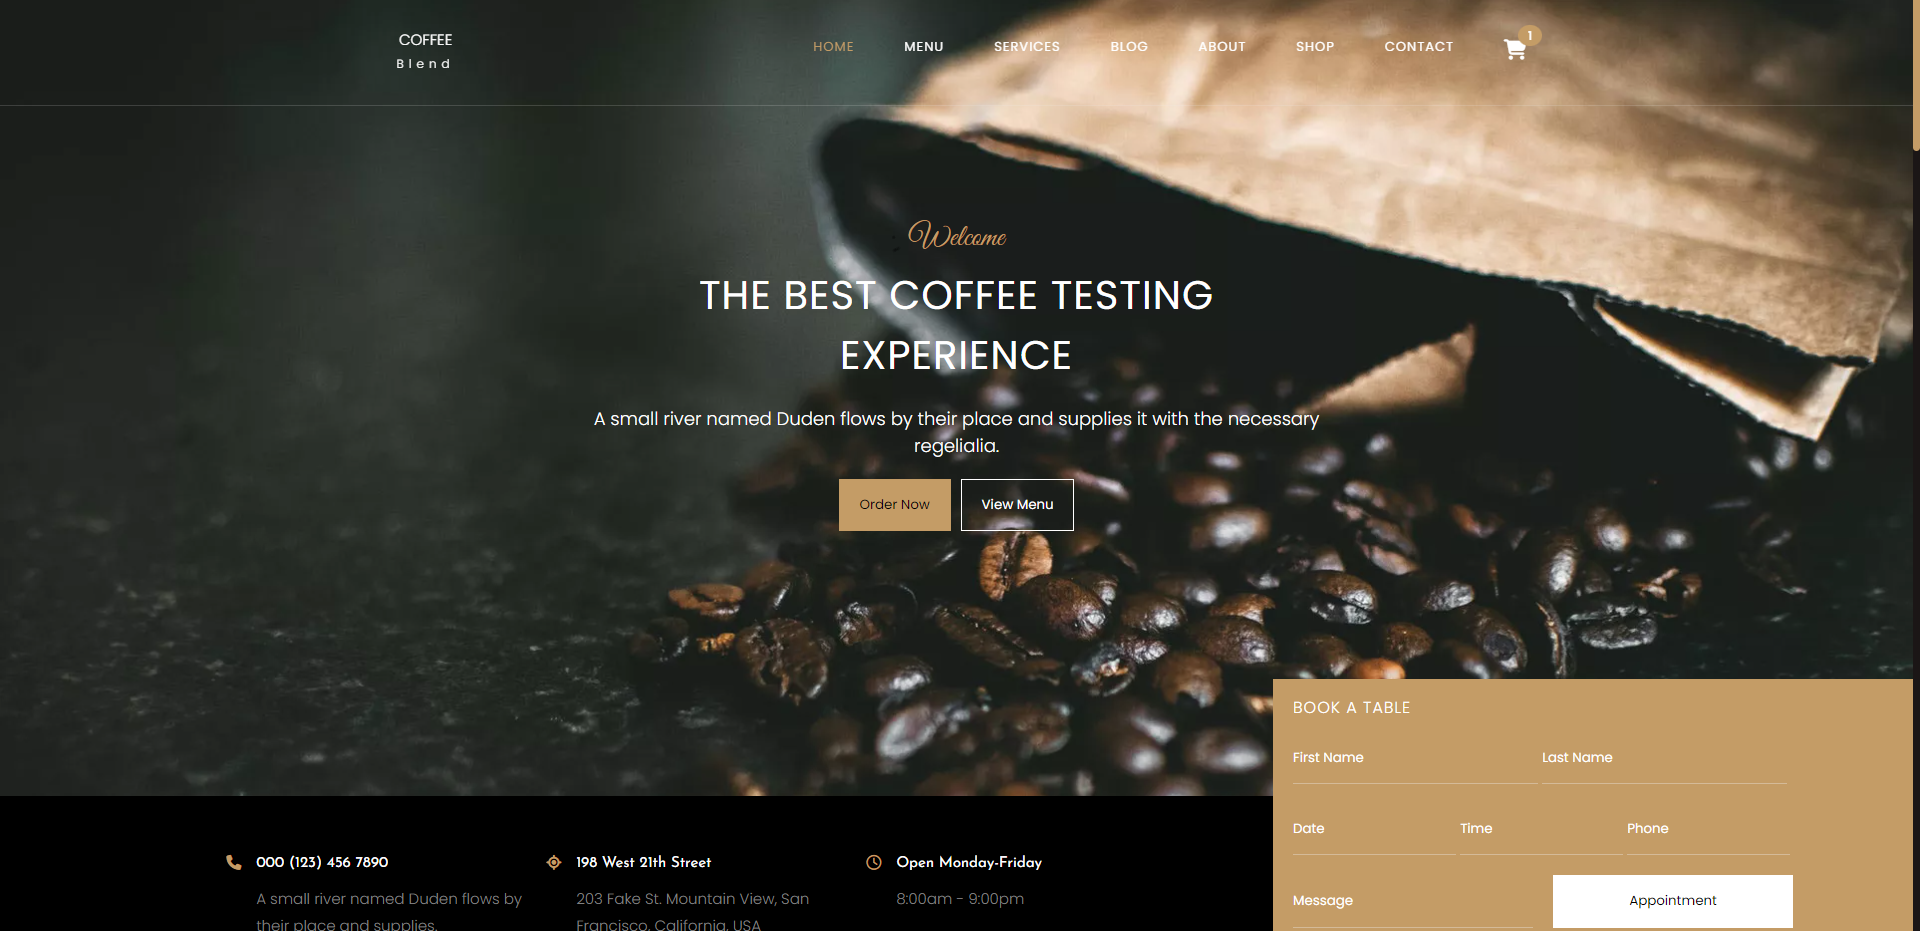 COFFEE
Blend
HOME MENU SERVICES BLOG ABOUT SHOP CONTACT 1
Welcome
THE BEST COFFEE TESTING
EXPERIENCE
A small river named Duden flows by their place and supplies it with the necessary
regelialia.
Order Now View Menu
BOOK A TABLE
First Name Last Name
Date Time Phone
Message Appointment
000 (123) 456 7890
A small river named Duden flows by
their place and supplies.
198 West 21th Street
203 Fake St. Mountain View, San
Francisco, California, USA
Open Monday-Friday
8:00am - 9:00pm